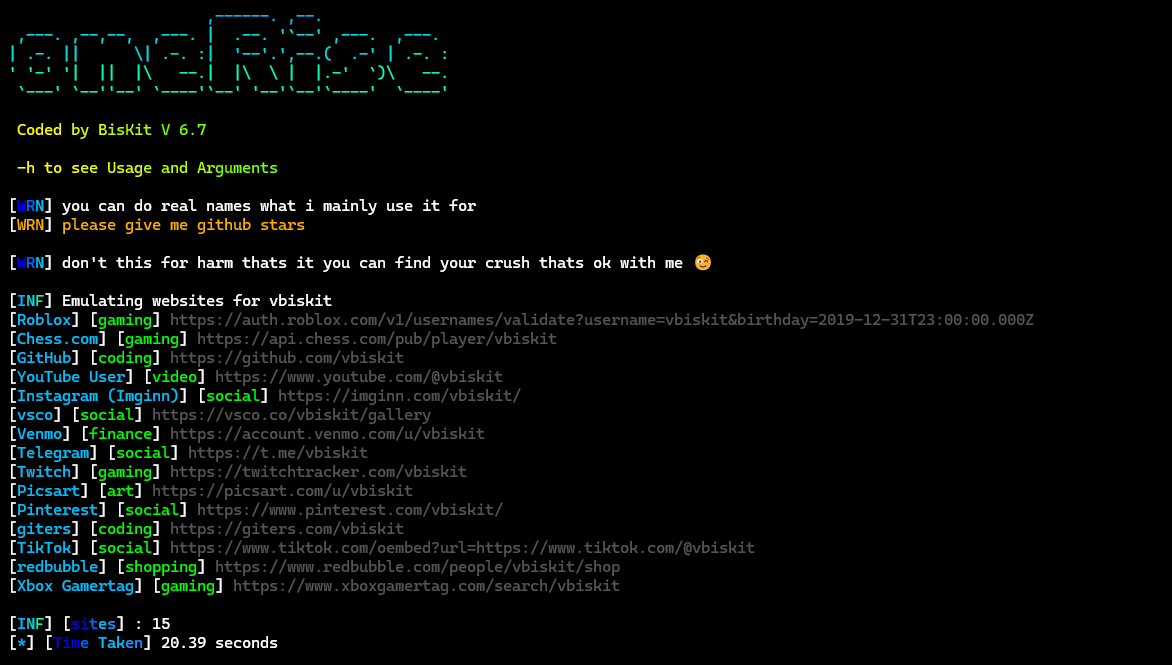 oneRise
Coded by BisKit V 6.7
-h to see Usage and Arguments
[WRN] you can do real names what i mainly use it for
[WRN] please give me github stars
[WRN] don't this for harm thats it you can find your crush thats ok with me 😉
[INF] Emulating websites for vbiskit
[Roblox] [gaming] https://auth.roblox.com/v1/usernames/validate?username=vbiskit&birthday=2019-12-31T23:00:00.000Z
[Chess.com] [gaming] https://api.chess.com/pub/player/vbiskit
[GitHub] [coding] https://github.com/vbiskit
[YouTube User] [video] https://www.youtube.com/@vbiskit
[Instagram (Imginn)] [social] https://imginn.com/vbiskit/
[vsco] [social] https://vsco.co/vbiskit/gallery
[Venmo] [finance] https://account.venmo.com/u/vbiskit
[Telegram] [social] https://t.me/vbiskit
[Twitch] [gaming] https://twitchtracker.com/vbiskit
[Picsart] [art] https://picsart.com/u/vbiskit
[Pinterest] [social] https://www.pinterest.com/vbiskit/
[giters] [coding] https://giters.com/vbiskit
[TikTok] [social] https://www.tiktok.com/oembed?url=https://www.tiktok.com/@vbiskit
[redbubble] [shopping] https://www.redbubble.com/people/vbiskit/shop
[Xbox Gamertag] [gaming] https://www.xboxgamertag.com/search/vbiskit
[INF] [sites] : 15
[*] [Time Taken] 20.39 seconds